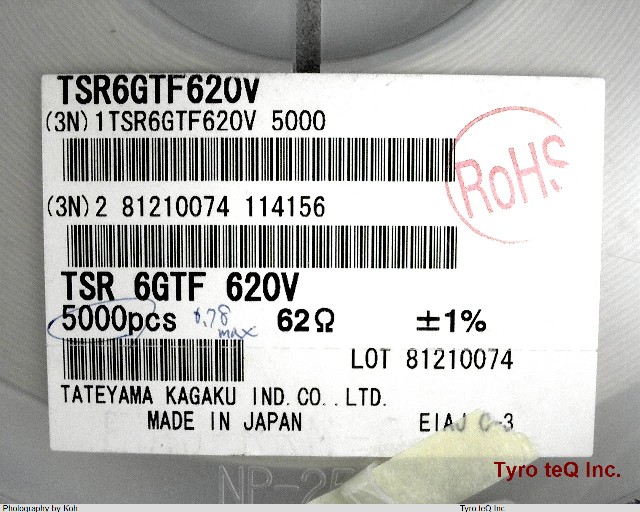 TSR6GTF620V
(3N)1TSR6GTF620V 5000
RoHS
(3N)2 81210074 114156
TSR 6GTF 620V
5000pcs 0.78 max 62Ω ±1%
LOT 81210074
TATEYAMA KAGAKU IND.CO.,LTD.
MADE IN JAPAN EIAJ C-3
Tyro teQ Inc.
Photography by Koh Tyro teQ Inc